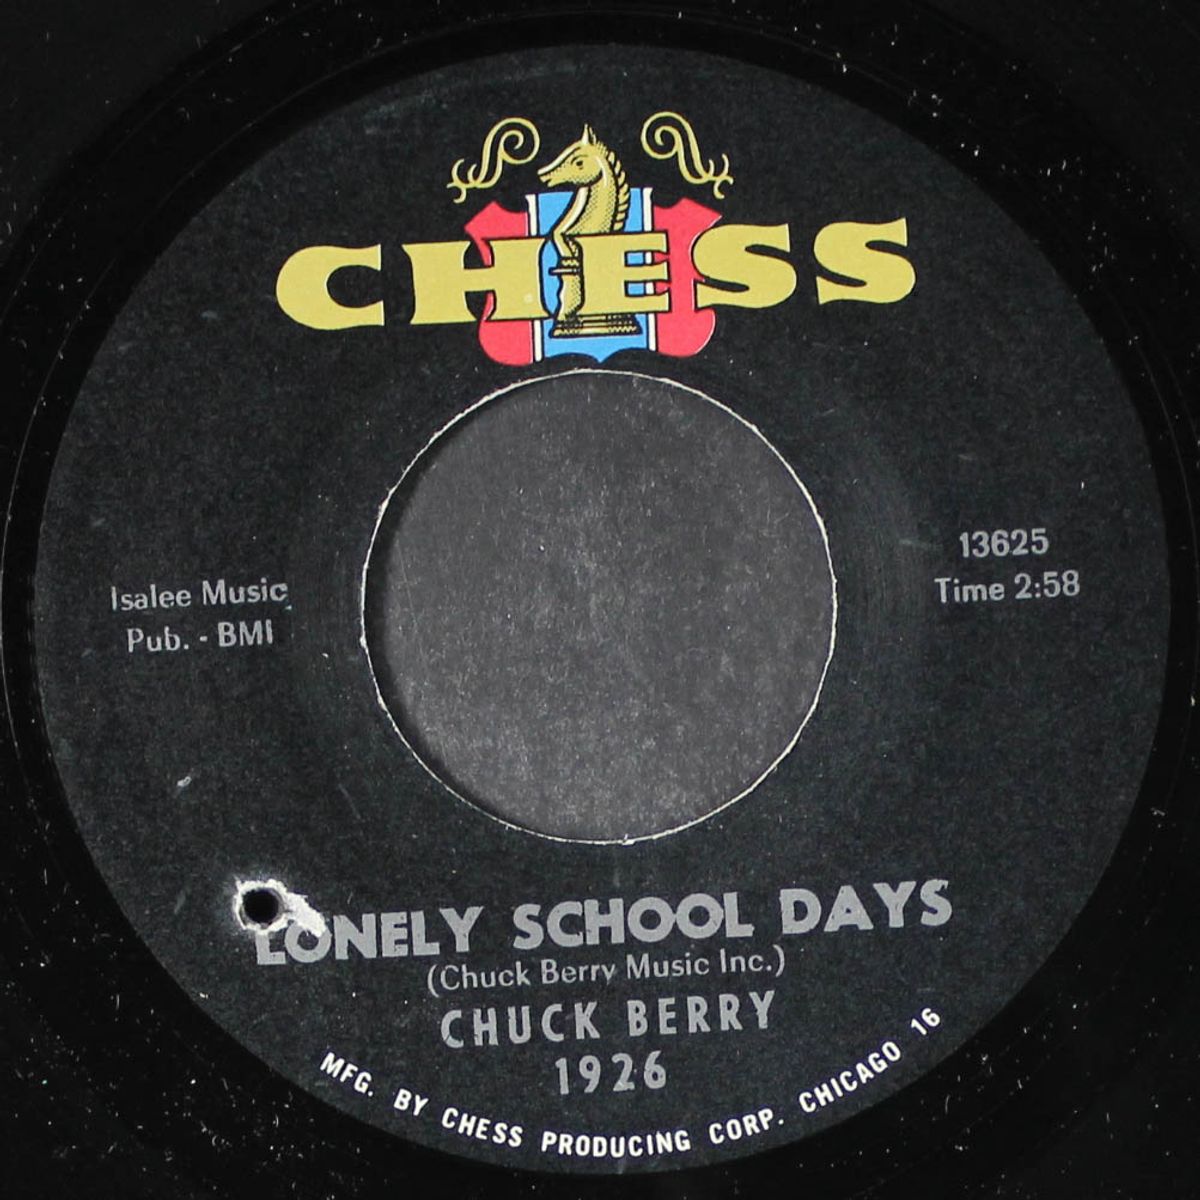 CHESS
13625
Time 2:58
Isalee Music
Pub. - BMI
LONELY SCHOOL DAYS
(Chuck Berry Music Inc.)
CHUCK BERRY
1926
MFG. BY CHESS PRODUCING CORP. CHICAGO 16